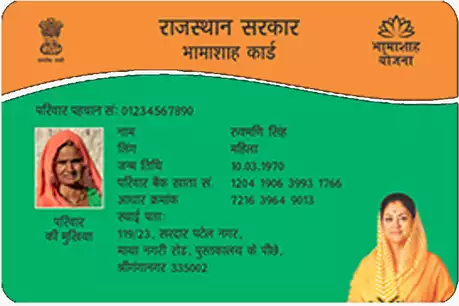 राजस्थान सरकार
भामाशाह कार्ड
भामाशाह
योजना
परिवार पहचान सं: 01234567890
नाम रुक्मणि सिंह
लिंग महिला
जन्म तिथि 10.03.1970
परिवार बैंक खाता सं. 1204 1906 3993 1766
आधार क्रमांक 7216 3964 9013
स्थाई पता:
119/23, सरदार पटेल नगर,
माया नगरी रोड, पुस्तकालय के पीछे,
श्रीगंगानगर 335002
परिवार
की मुखिया